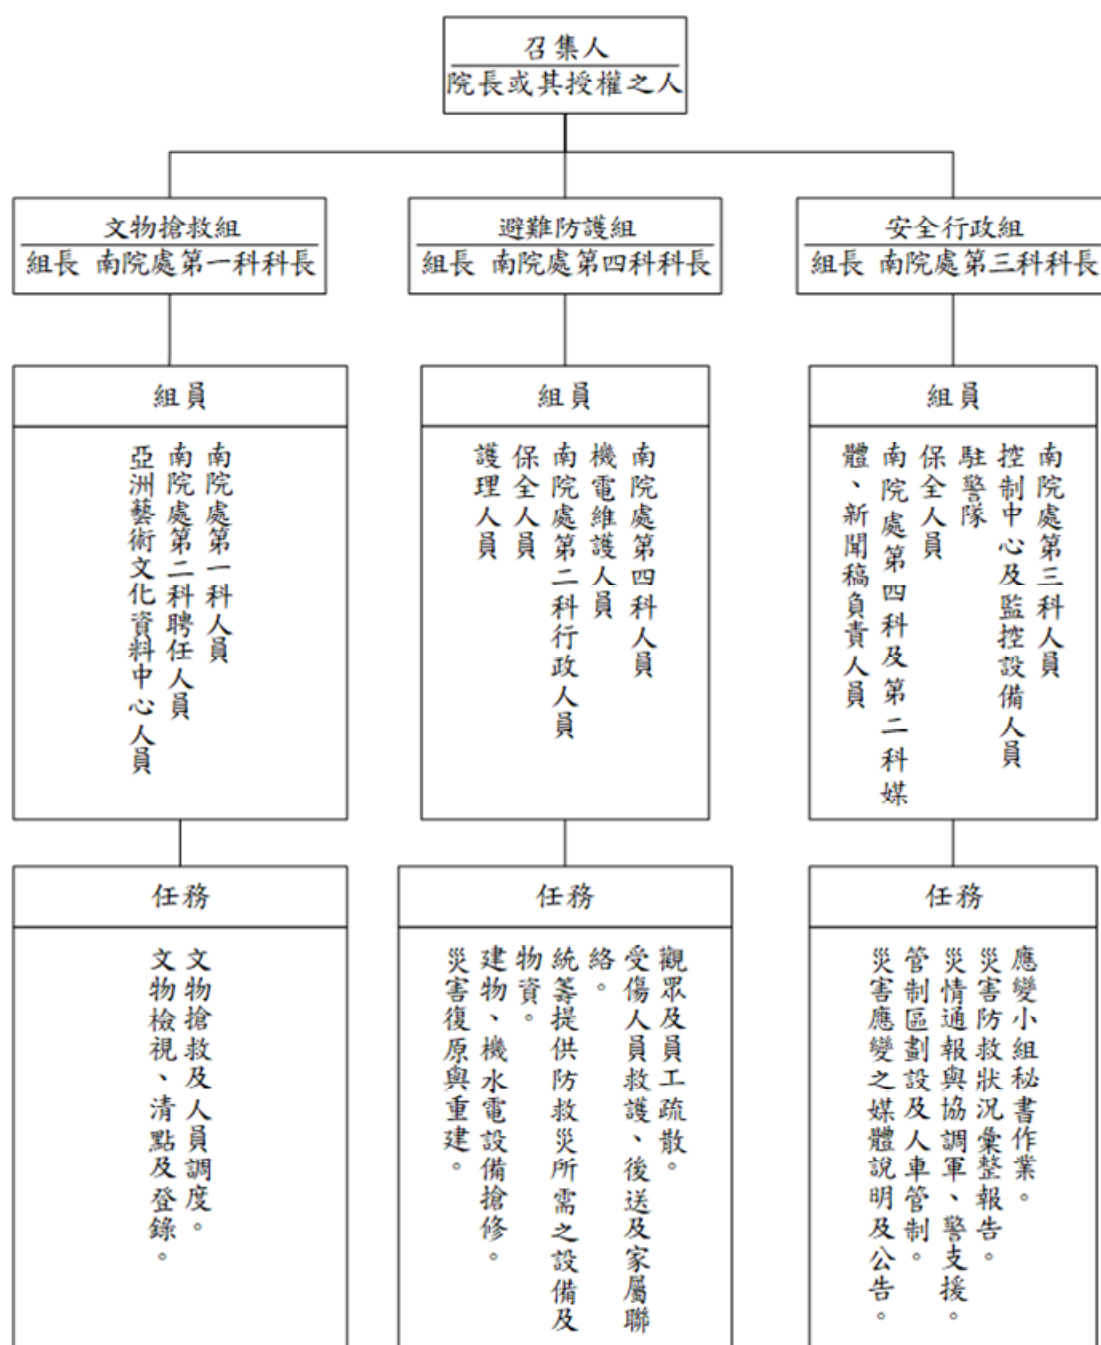 召集人
院長或其授權之人
文物搶救組
組長 南院處第一科科長
避難防護組
組長 南院處第四科科長
安全行政組
組長 南院處第三科科長
組員
南院處第一科人員
南院處第二科聘任人員
亞洲藝術文化資料中心人員
組員
南院處第四科人員
機電維護人員
南院處第二科行政人員
保全人員
護理人員
組員
南院處第三科人員
控制中心及監控設備人員
駐警隊
保全人員
南院處第四科及第二科媒
體、新聞稿負責人員
任務
文物搶救及人員調度。
文物檢視、清點及登錄。
任務
觀眾及員工疏散。
受傷人員救護、後送及家屬聯
絡。
統籌提供防救災所需之設備及
物資。
建物、機水電設備搶修。
災害復原與重建。
任務
應變小組秘書作業。
災害防救狀況彙整報告。
災情通報與協調軍、警支援。
管制區劃設及人車管制。
災害應變之媒體說明及公告。